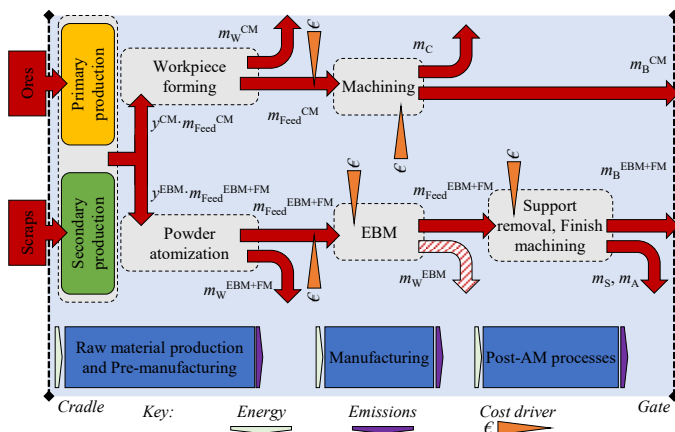 Ores
Primary
production
Workpiece
forming
m_W^CM
€
m_Feed^CM
Machining
€
m_C
m_B^CM
y^CM·m_Feed^CM
y^EBM·m_Feed^EBM+FM
Scraps
Secondary
production
Powder
atomization
m_Feed^EBM+FM
m_W^EBM+FM
€
€
EBM
m_Feed^EBM+FM
m_W^EBM
€
Support
removal, Finish
machining
m_B^EBM+FM
m_S, m_A
Raw material production
and Pre-manufacturing
Manufacturing
Post-AM processes
Cradle
Key:
Energy
Emissions
Cost driver
€
Gate